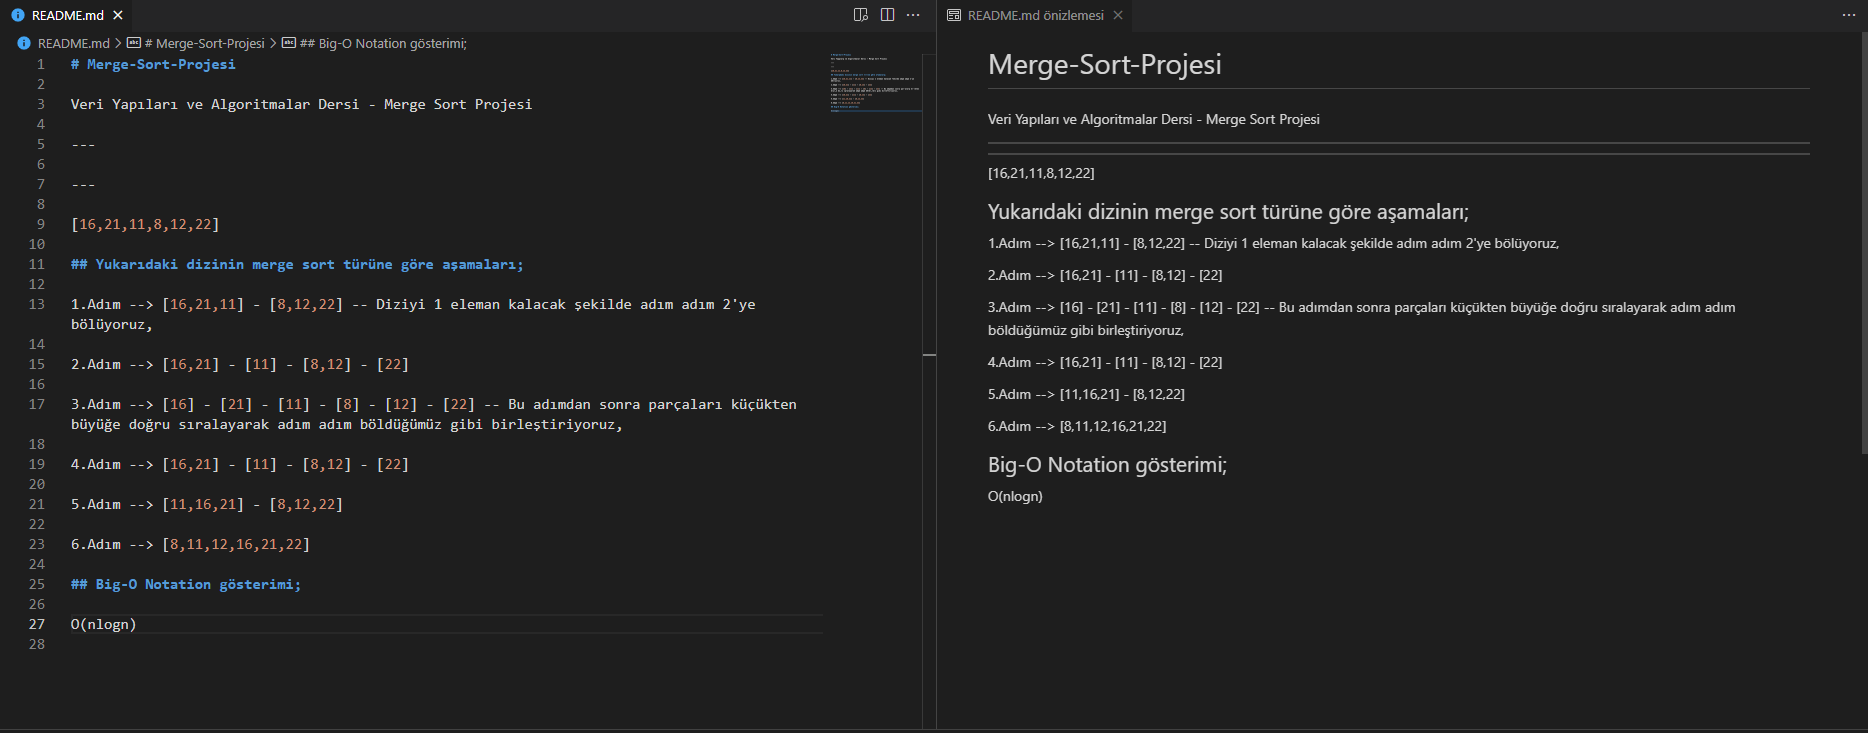 README.md
README.md > # Merge-Sort-Projesi > ## Big-O Notation gösterimi;
1 # Merge-Sort-Projesi
2
3 Veri Yapıları ve Algoritmalar Dersi - Merge Sort Projesi
4
5 ---
6
7 ---
8
9 [16,21,11,8,12,22]
10
11 ## Yukarıdaki dizinin merge sort türüne göre aşamaları;
12
13 1.Adım --> [16,21,11] - [8,12,22] -- Diziyi 1 eleman kalacak şekilde adım adım 2'ye
bölüyoruz,
14
15 2.Adım --> [16,21] - [11] - [8,12] - [22]
16
17 3.Adım --> [16] - [21] - [11] - [8] - [12] - [22] -- Bu adımdan sonra parçaları küçükten
büyüğe doğru sıralayarak adım adım böldüğümüz gibi birleştiriyoruz,
18
19 4.Adım --> [16,21] - [11] - [8,12] - [22]
20
21 5.Adım --> [11,16,21] - [8,12,22]
22
23 6.Adım --> [8,11,12,16,21,22]
24
25 ## Big-O Notation gösterimi;
26
27 O(nlogn)
28
README.md önizlemesi
Merge-Sort-Projesi
Veri Yapıları ve Algoritmalar Dersi - Merge Sort Projesi
[16,21,11,8,12,22]
Yukarıdaki dizinin merge sort türüne göre aşamaları;
1.Adım --> [16,21,11] - [8,12,22] -- Diziyi 1 eleman kalacak şekilde adım adım 2'ye bölüyoruz,
2.Adım --> [16,21] - [11] - [8,12] - [22]
3.Adım --> [16] - [21] - [11] - [8] - [12] - [22] -- Bu adımdan sonra parçaları küçükten büyüğe doğru sıralayarak adım adım
böldüğümüz gibi birleştiriyoruz,
4.Adım --> [16,21] - [11] - [8,12] - [22]
5.Adım --> [11,16,21] - [8,12,22]
6.Adım --> [8,11,12,16,21,22]
Big-O Notation gösterimi;
O(nlogn)